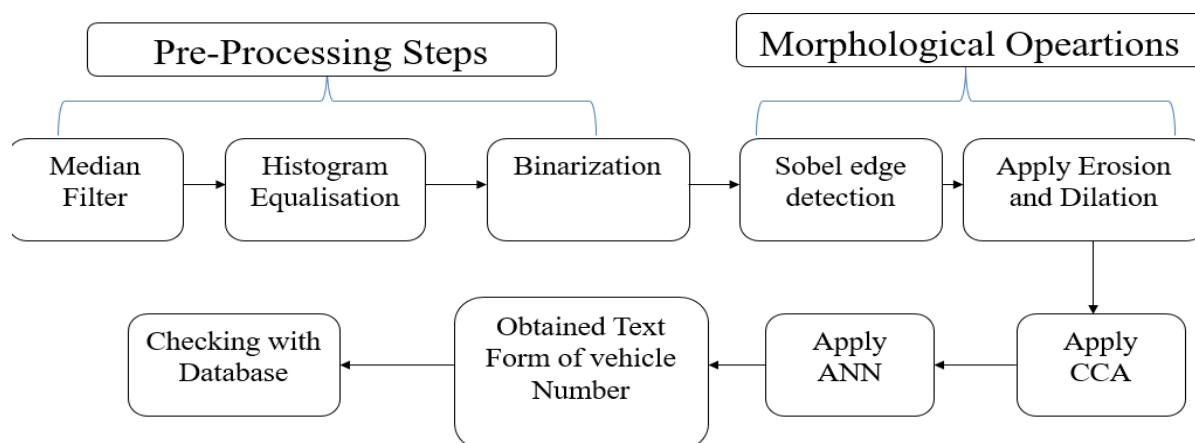 Pre-Processing Steps
Morphological Opeartions
Median
Filter
Histogram
Equalisation
Binarization
Sobel edge
detection
Apply Erosion
and Dilation
Checking with
Database
Obtained Text
Form of vehicle
Number
Apply
ANN
Apply
CCA